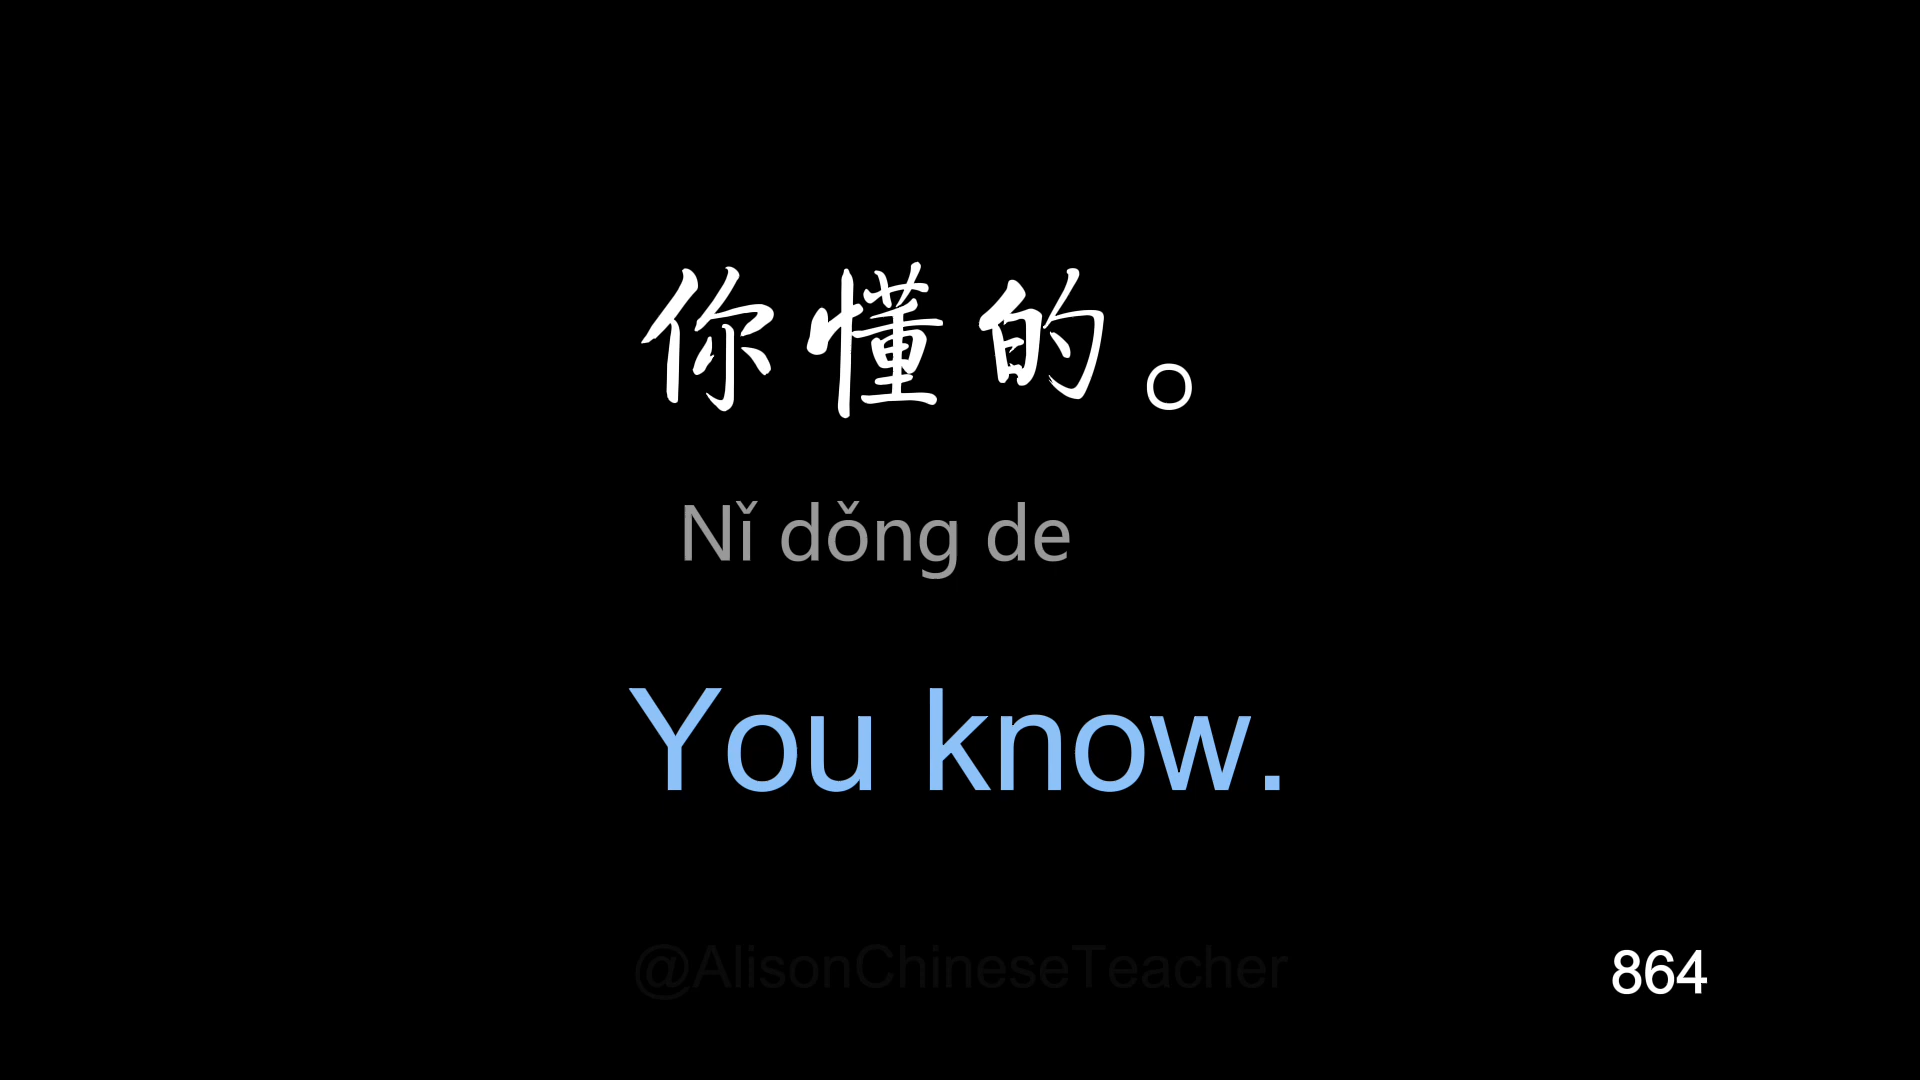 你懂的。
Nǐ dǒng de
You know.
@AlisonChineseTeacher
864